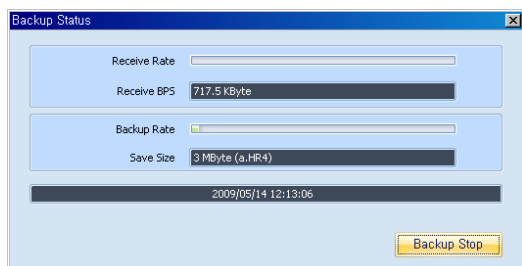 Backup Status
Receive Rate
Receive BPS 717.5 KByte
Backup Rate
Save Size 3 MByte (a.HR4)
2009/05/14 12:13:06
Backup Stop